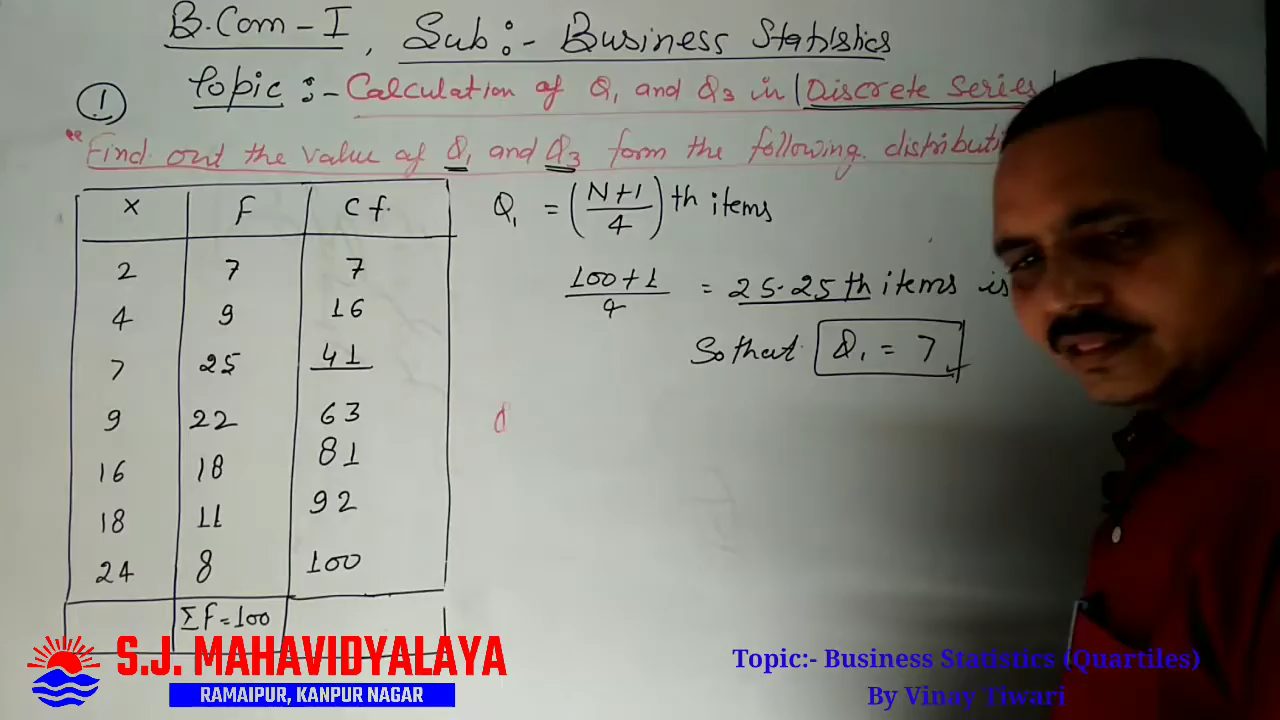 B.Com-I, Sub:- Business Statistics
① Topic:- Calculation of Q₁ and Q₃ in (Discrete Series
"Find out the value of Q₁ and Q₃ form the following
X F Cf.
2 7 7
4 9 16
7 25 41
9 22 63
16 18 81
18 11 92
24 8 100
ΣF=100
Q₁ = (N+1/4)th items
100+1/4 = 25.25th items is
So that Q₁ = 7
S.J. MAHAVIDYALAYA
RAMAIPUR, KANPUR NAGAR
Topic:- Business Statistics (Quartiles)
By Vinay Tiwari